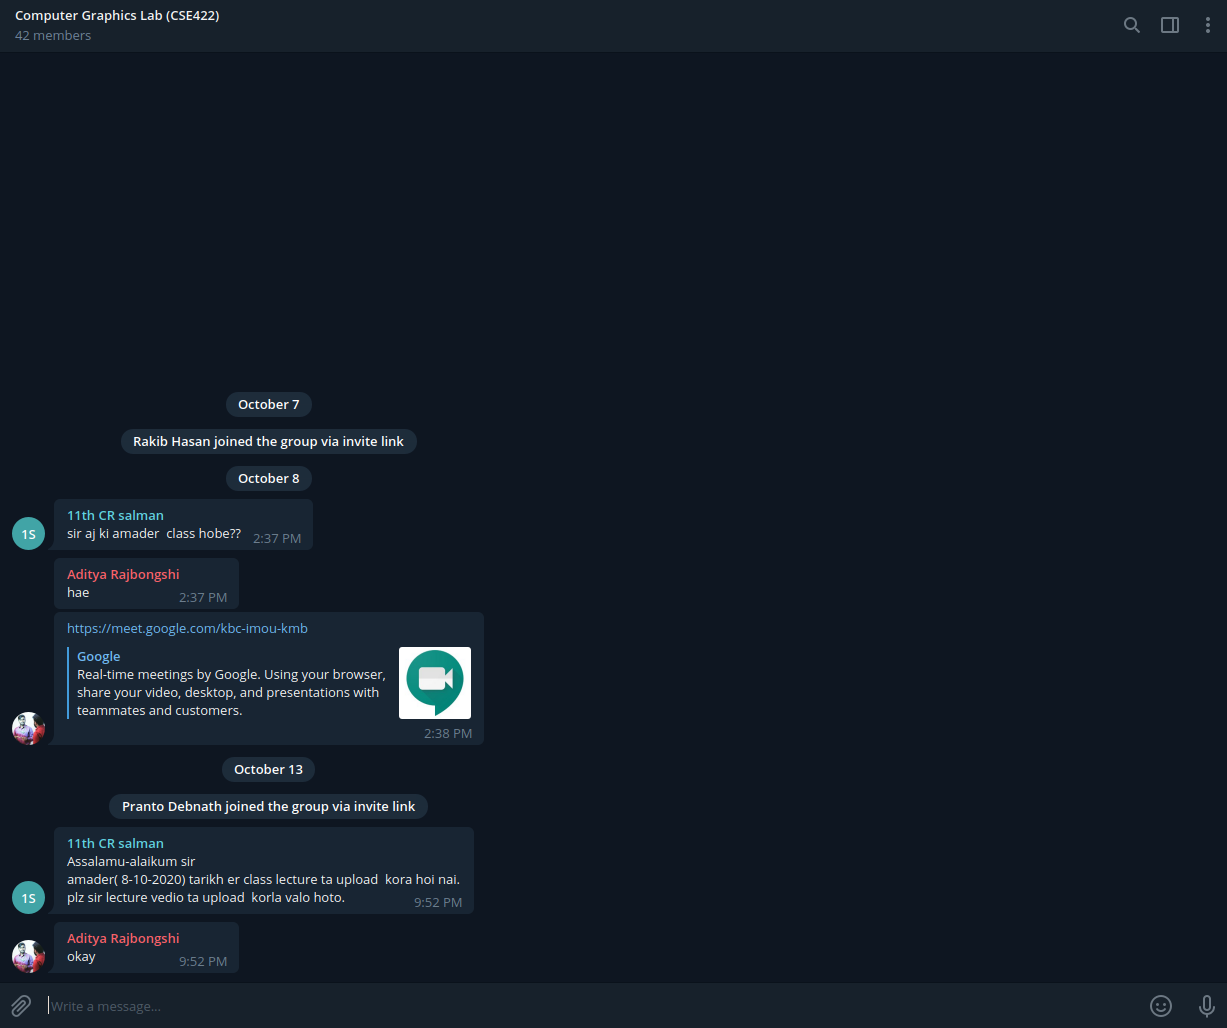 Computer Graphics Lab (CSE422)
42 members
October 7
Rakib Hasan joined the group via invite link
October 8
11th CR salman
sir aj ki amader  class hobe??
2:37 PM
1S
Aditya Rajbongshi
hae
2:37 PM
https://meet.google.com/kbc-imou-kmb
Google
Real-time meetings by Google. Using your browser,
share your video, desktop, and presentations with
teammates and customers.
2:38 PM
October 13
Pranto Debnath joined the group via invite link
11th CR salman
Assalamu-alaikum sir
amader( 8-10-2020) tarikh er class lecture ta upload  kora hoi nai.
plz sir lecture vedio ta upload  korla valo hoto.
9:52 PM
1S
Aditya Rajbongshi
okay
9:52 PM
Write a message...